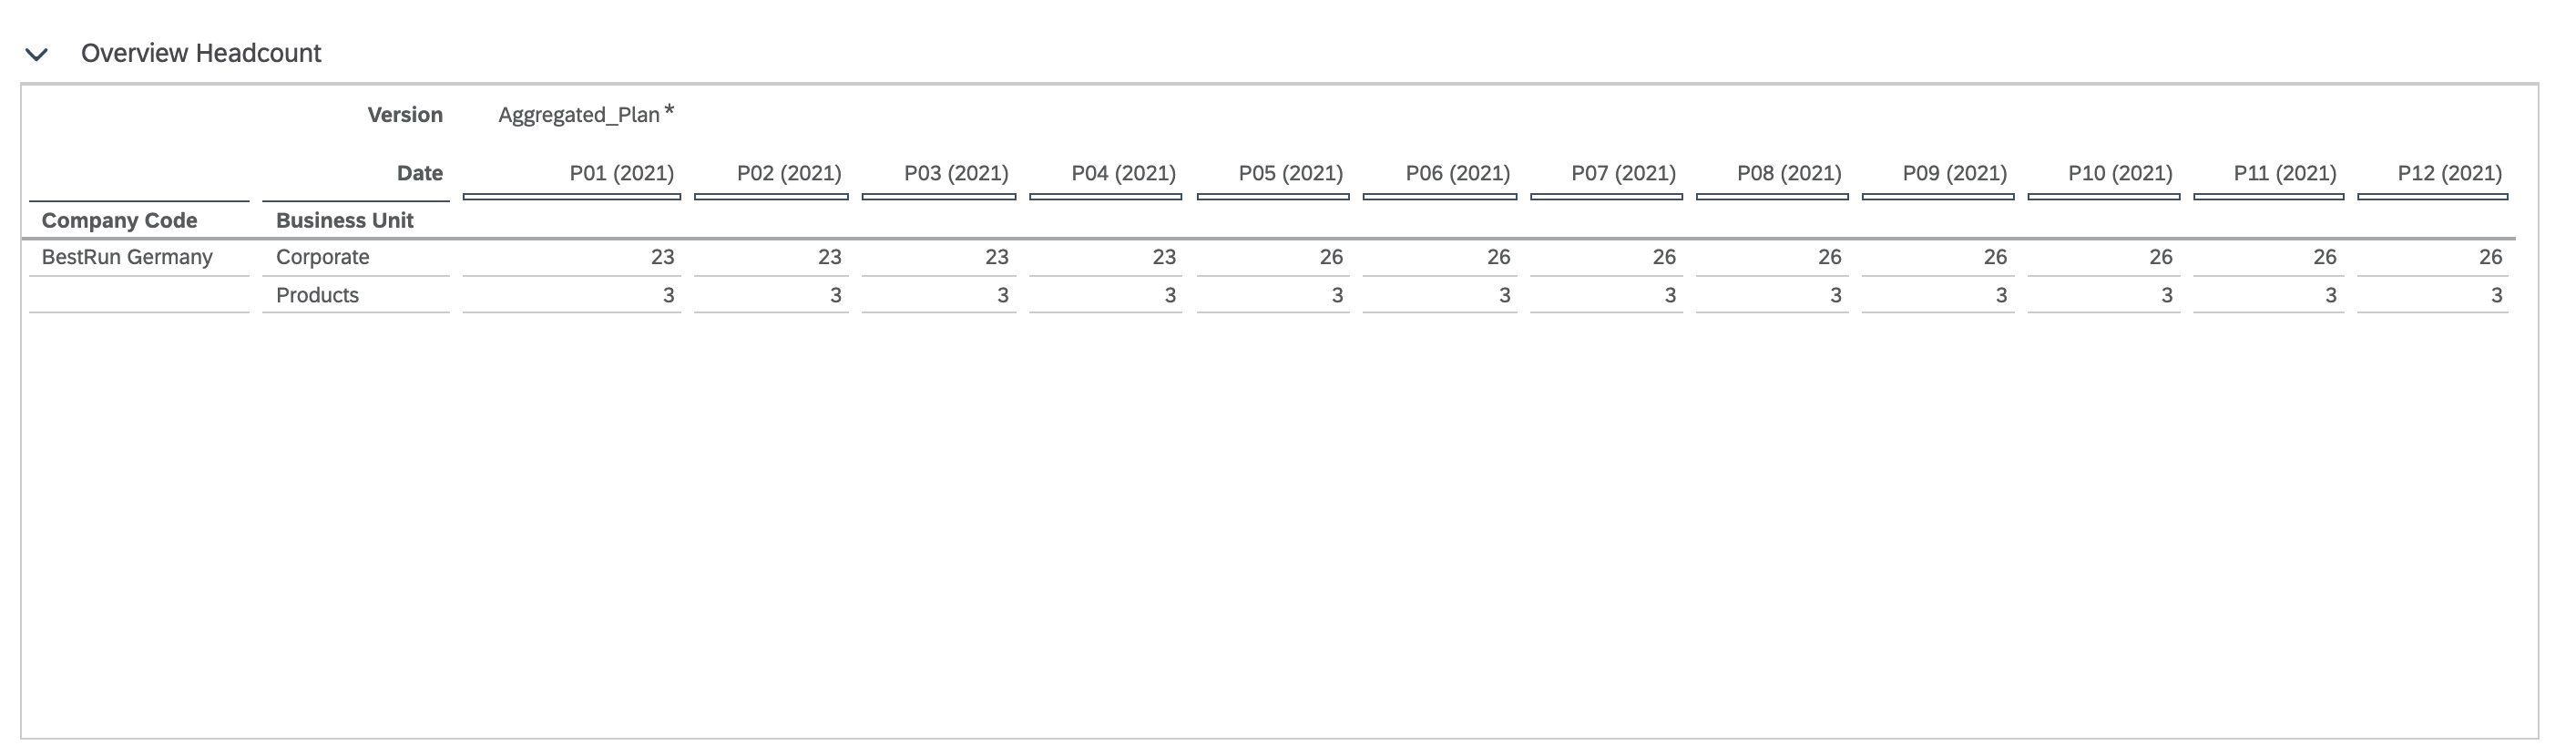 Overview Headcount
Version Aggregated_Plan *
Date P01 (2021) P02 (2021) P03 (2021) P04 (2021) P05 (2021) P06 (2021) P07 (2021) P08 (2021) P09 (2021) P10 (2021) P11 (2021) P12 (2021)
Company Code Business Unit
BestRun Germany Corporate 23 23 23 23 26 26 26 26 26 26 26 26
Products 3 3 3 3 3 3 3 3 3 3 3 3